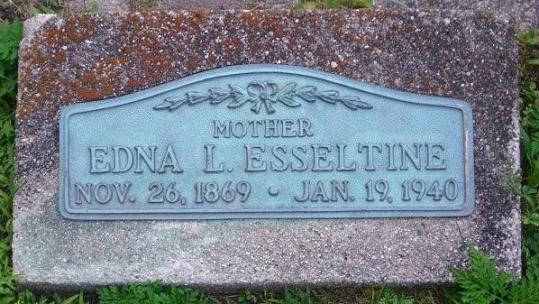 MOTHER
EDNA L. ESSELTINE
NOV. 26, 1869 • JAN. 19, 1940